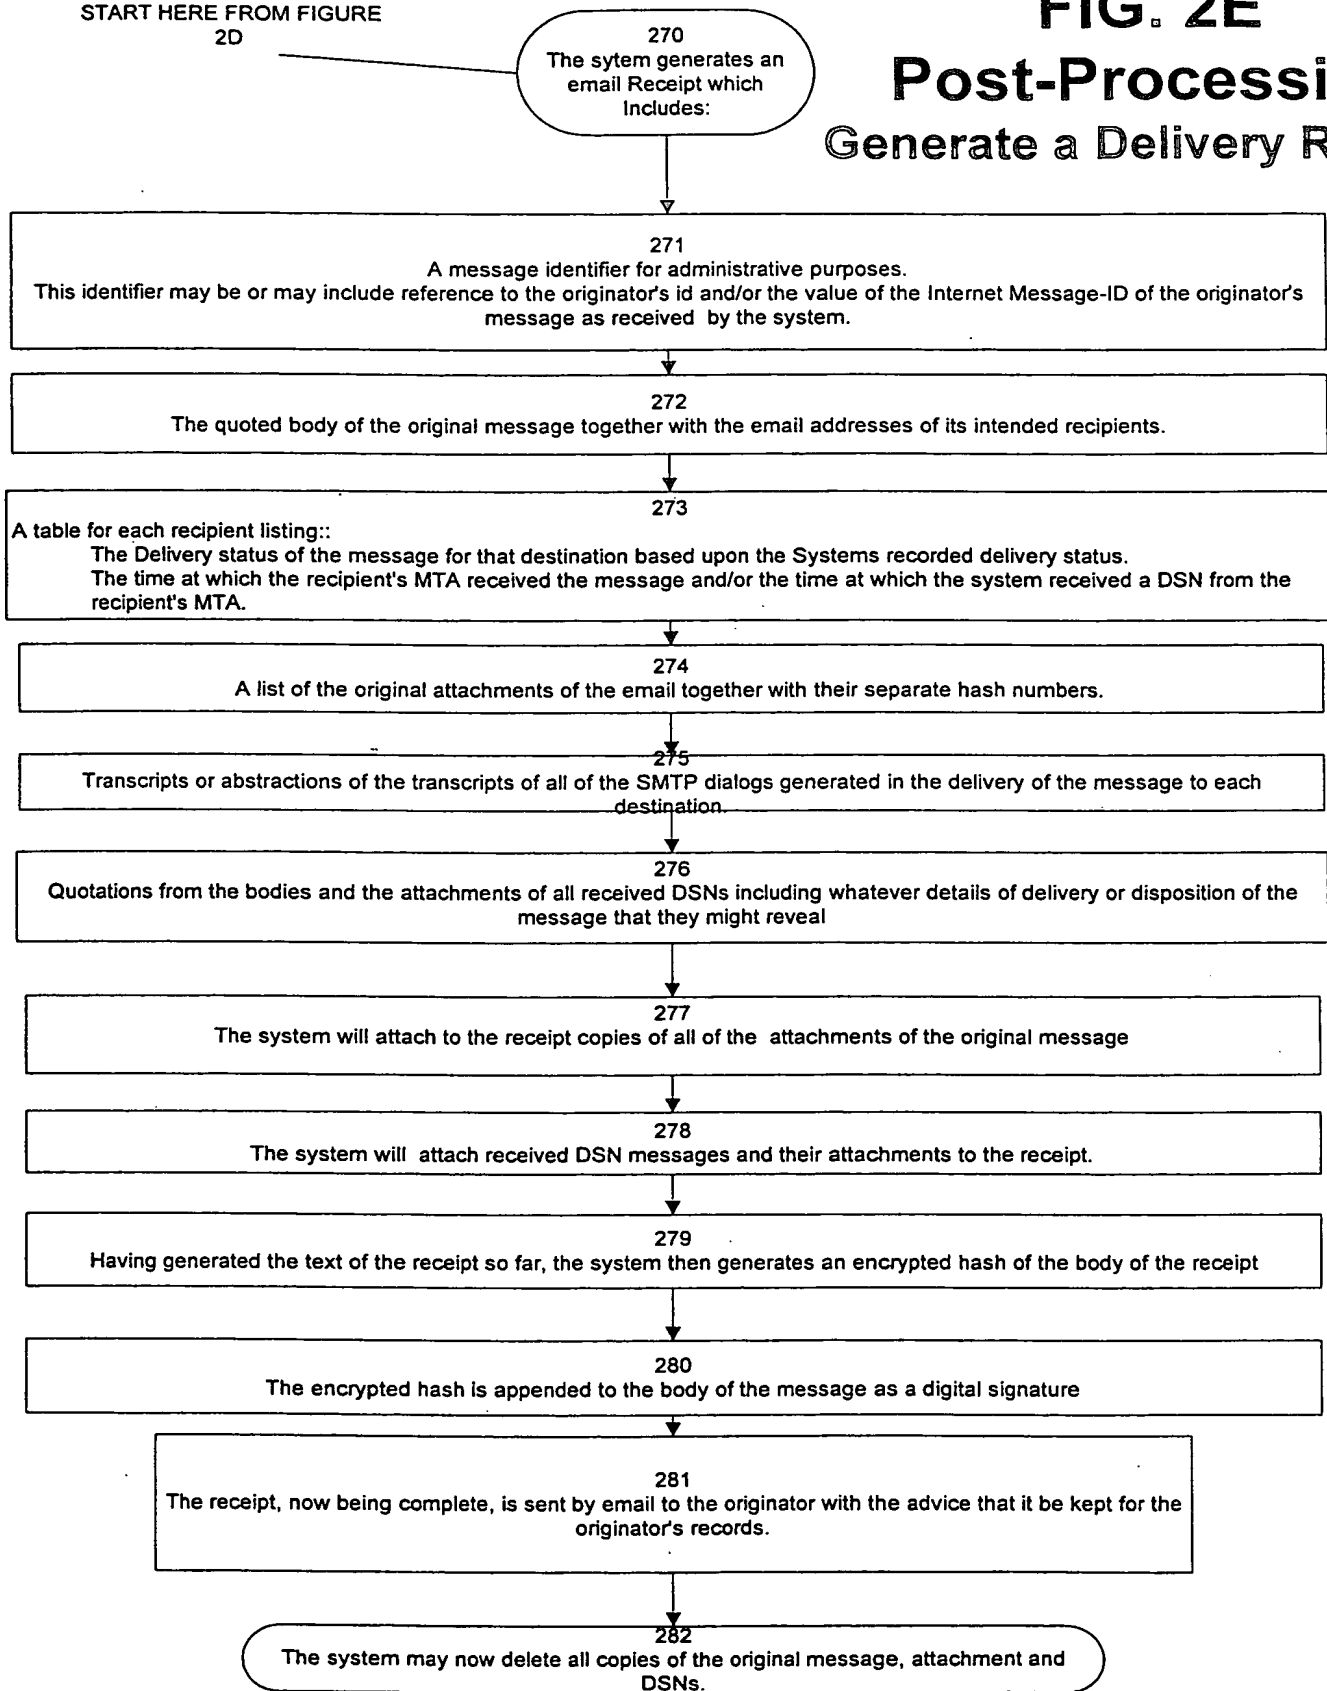 START HERE FROM FIGURE
2D
FIG. 2E
Post-Processi
Generate a Delivery R
270
The sytem generates an
email Receipt which
Includes:
271
A message identifier for administrative purposes.
This identifier may be or may include reference to the originator's id and/or the value of the Internet Message-ID of the originator's
message as received by the system.
272
The quoted body of the original message together with the email addresses of its intended recipients.
273
A table for each recipient listing::
The Delivery status of the message for that destination based upon the Systems recorded delivery status.
The time at which the recipient's MTA received the message and/or the time at which the system received a DSN from the
recipient's MTA.
274
A list of the original attachments of the email together with their separate hash numbers.
275
Transcripts or abstractions of the transcripts of all of the SMTP dialogs generated in the delivery of the message to each
destination.
276
Quotations from the bodies and the attachments of all received DSNs including whatever details of delivery or disposition of the
message that they might reveal
277
The system will attach to the receipt copies of all of the attachments of the original message
278
The system will attach received DSN messages and their attachments to the receipt.
279
Having generated the text of the receipt so far, the system then generates an encrypted hash of the body of the receipt
280
The encrypted hash is appended to the body of the message as a digital signature
281
The receipt, now being complete, is sent by email to the originator with the advice that it be kept for the
originator's records.
282
The system may now delete all copies of the original message, attachment and
DSNs.